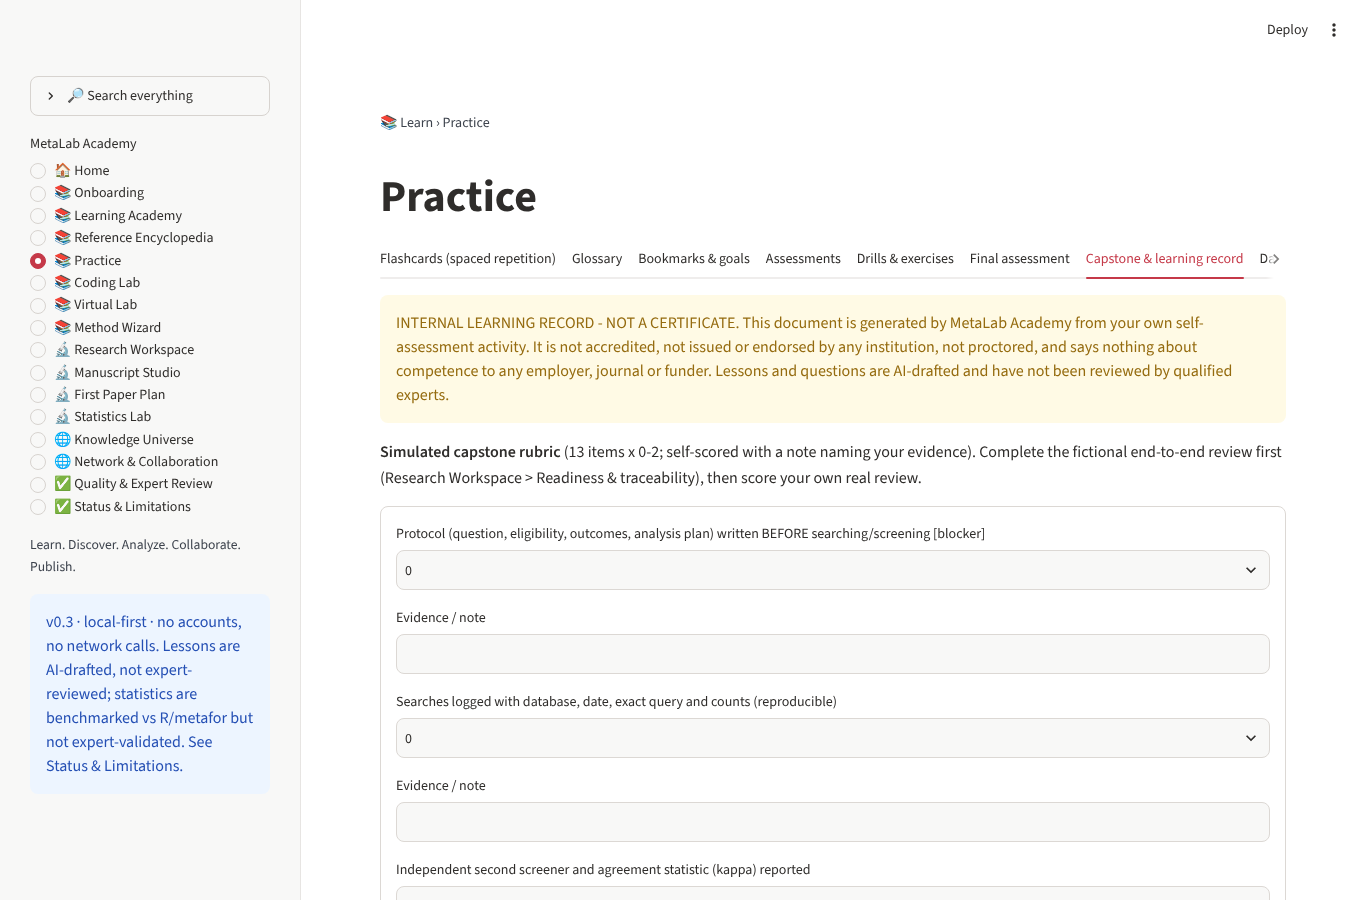 Deploy
🔎 Search everything
MetaLab Academy
🏠 Home
📚 Onboarding
📚 Learning Academy
📚 Reference Encyclopedia
📚 Practice
📚 Coding Lab
📚 Virtual Lab
📚 Method Wizard
🔬 Research Workspace
🔬 Manuscript Studio
🔬 First Paper Plan
🔬 Statistics Lab
🌐 Knowledge Universe
🌐 Network & Collaboration
✅ Quality & Expert Review
✅ Status & Limitations
Learn. Discover. Analyze. Collaborate.
Publish.
v0.3 · local-first · no accounts,
no network calls. Lessons are
AI-drafted, not expert-
reviewed; statistics are
benchmarked vs R/metafor but
not expert-validated. See
Status & Limitations.
📚 Learn › Practice
Practice
Flashcards (spaced repetition) Glossary Bookmarks & goals Assessments Drills & exercises Final assessment Capstone & learning record
INTERNAL LEARNING RECORD - NOT A CERTIFICATE. This document is generated by MetaLab Academy from your own self-
assessment activity. It is not accredited, not issued or endorsed by any institution, not proctored, and says nothing about
competence to any employer, journal or funder. Lessons and questions are AI-drafted and have not been reviewed by qualified
experts.
Simulated capstone rubric (13 items x 0-2; self-scored with a note naming your evidence). Complete the fictional end-to-end review first
(Research Workspace > Readiness & traceability), then score your own real review.
Protocol (question, eligibility, outcomes, analysis plan) written BEFORE searching/screening [blocker]
0
Evidence / note
Searches logged with database, date, exact query and counts (reproducible)
0
Evidence / note
Independent second screener and agreement statistic (kappa) reported